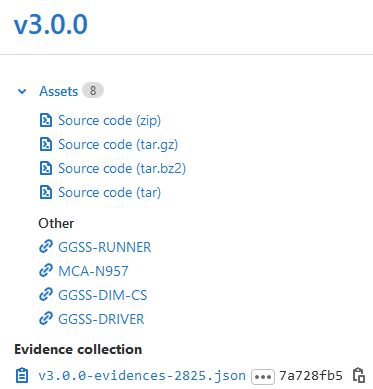 v3.0.0
Assets 8
Source code (zip)
Source code (tar.gz)
Source code (tar.bz2)
Source code (tar)
Other
GGSS-RUNNER
MCA-N957
GGSS-DIM-CS
GGSS-DRIVER
Evidence collection
v3.0.0-evidences-2825.json ... 7a728fb5